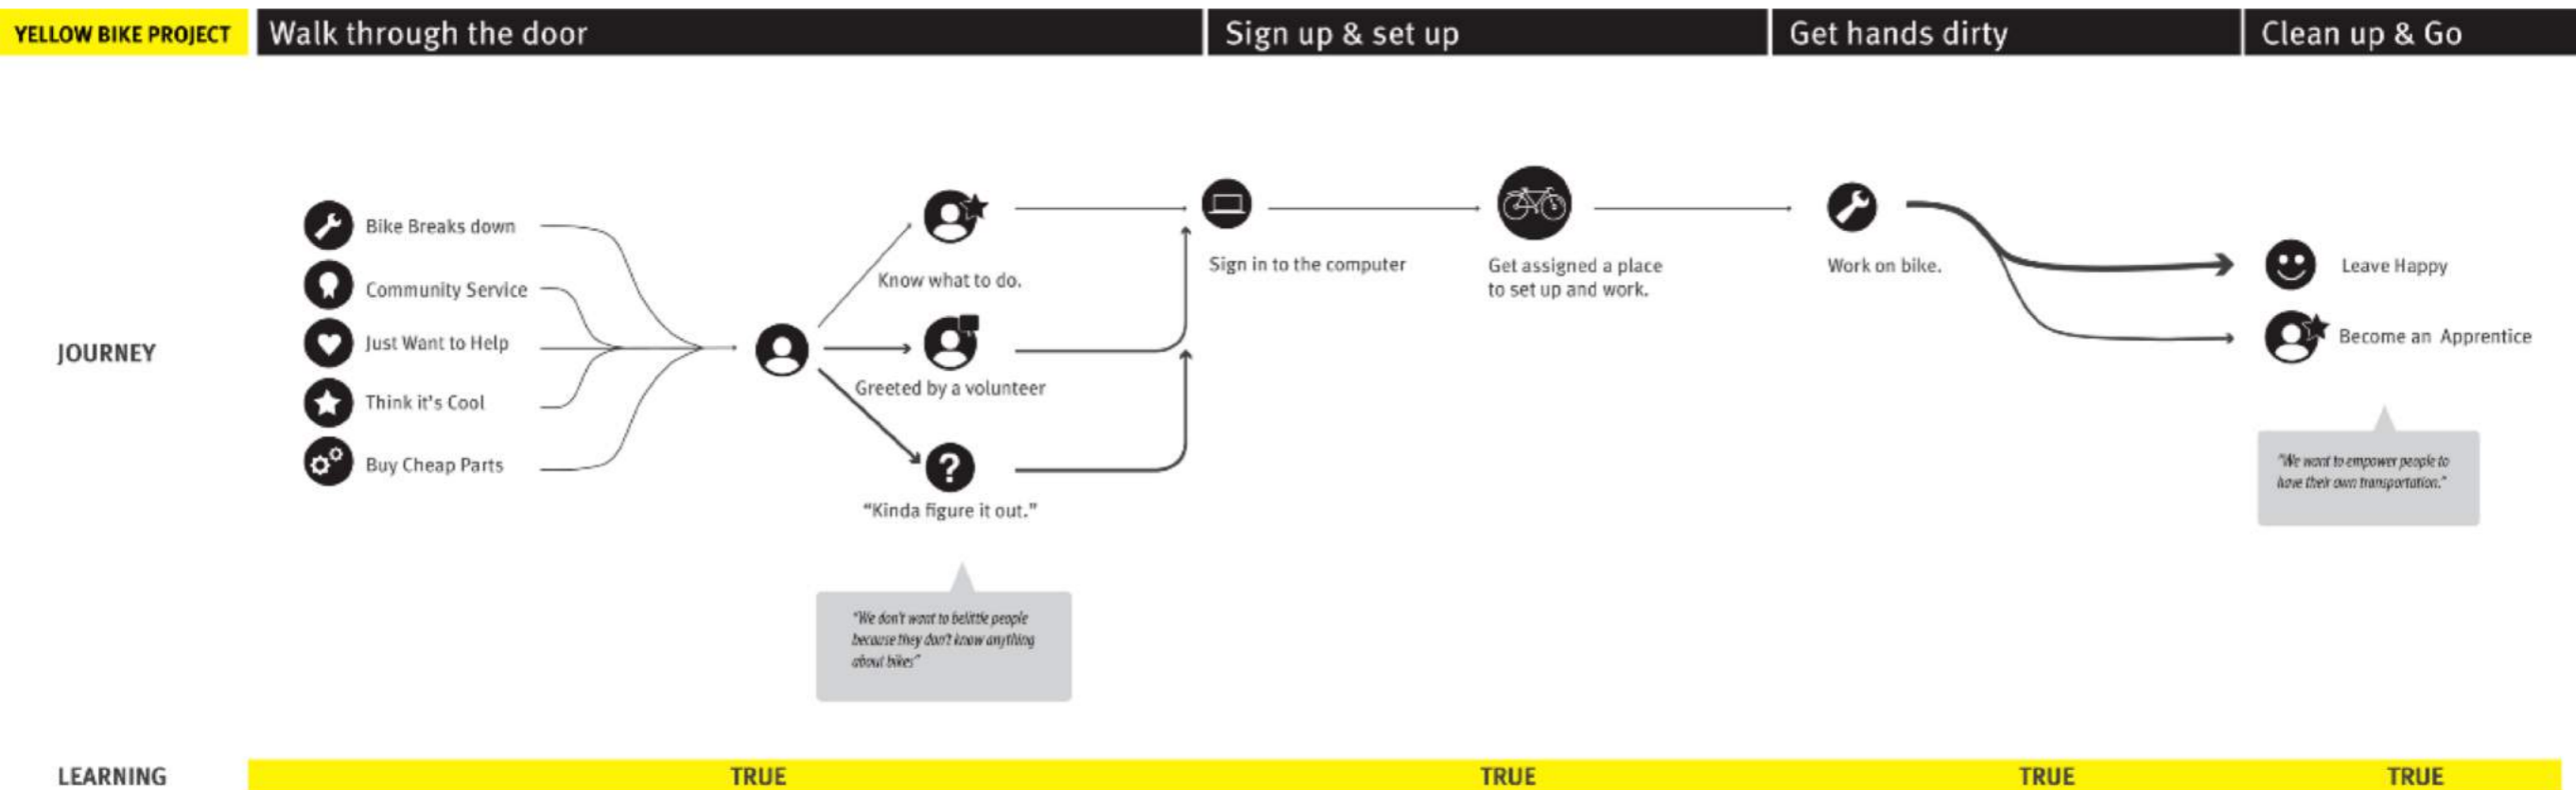 YELLOW BIKE PROJECT
Walk through the door
Sign up & set up
Get hands dirty
Clean up & Go
JOURNEY
Bike Breaks down
Community Service
Just Want to Help
Think it's Cool
Buy Cheap Parts
Know what to do.
Greeted by a volunteer
?
“Kinda figure it out.”
"We don't want to belittle people
because they don't know anything
about bikes"
Sign in to the computer
Get assigned a place
to set up and work.
Work on bike.
Leave Happy
Become an Apprentice
"We want to empower people to
have their own transportation."
LEARNING
TRUE
TRUE
TRUE
TRUE